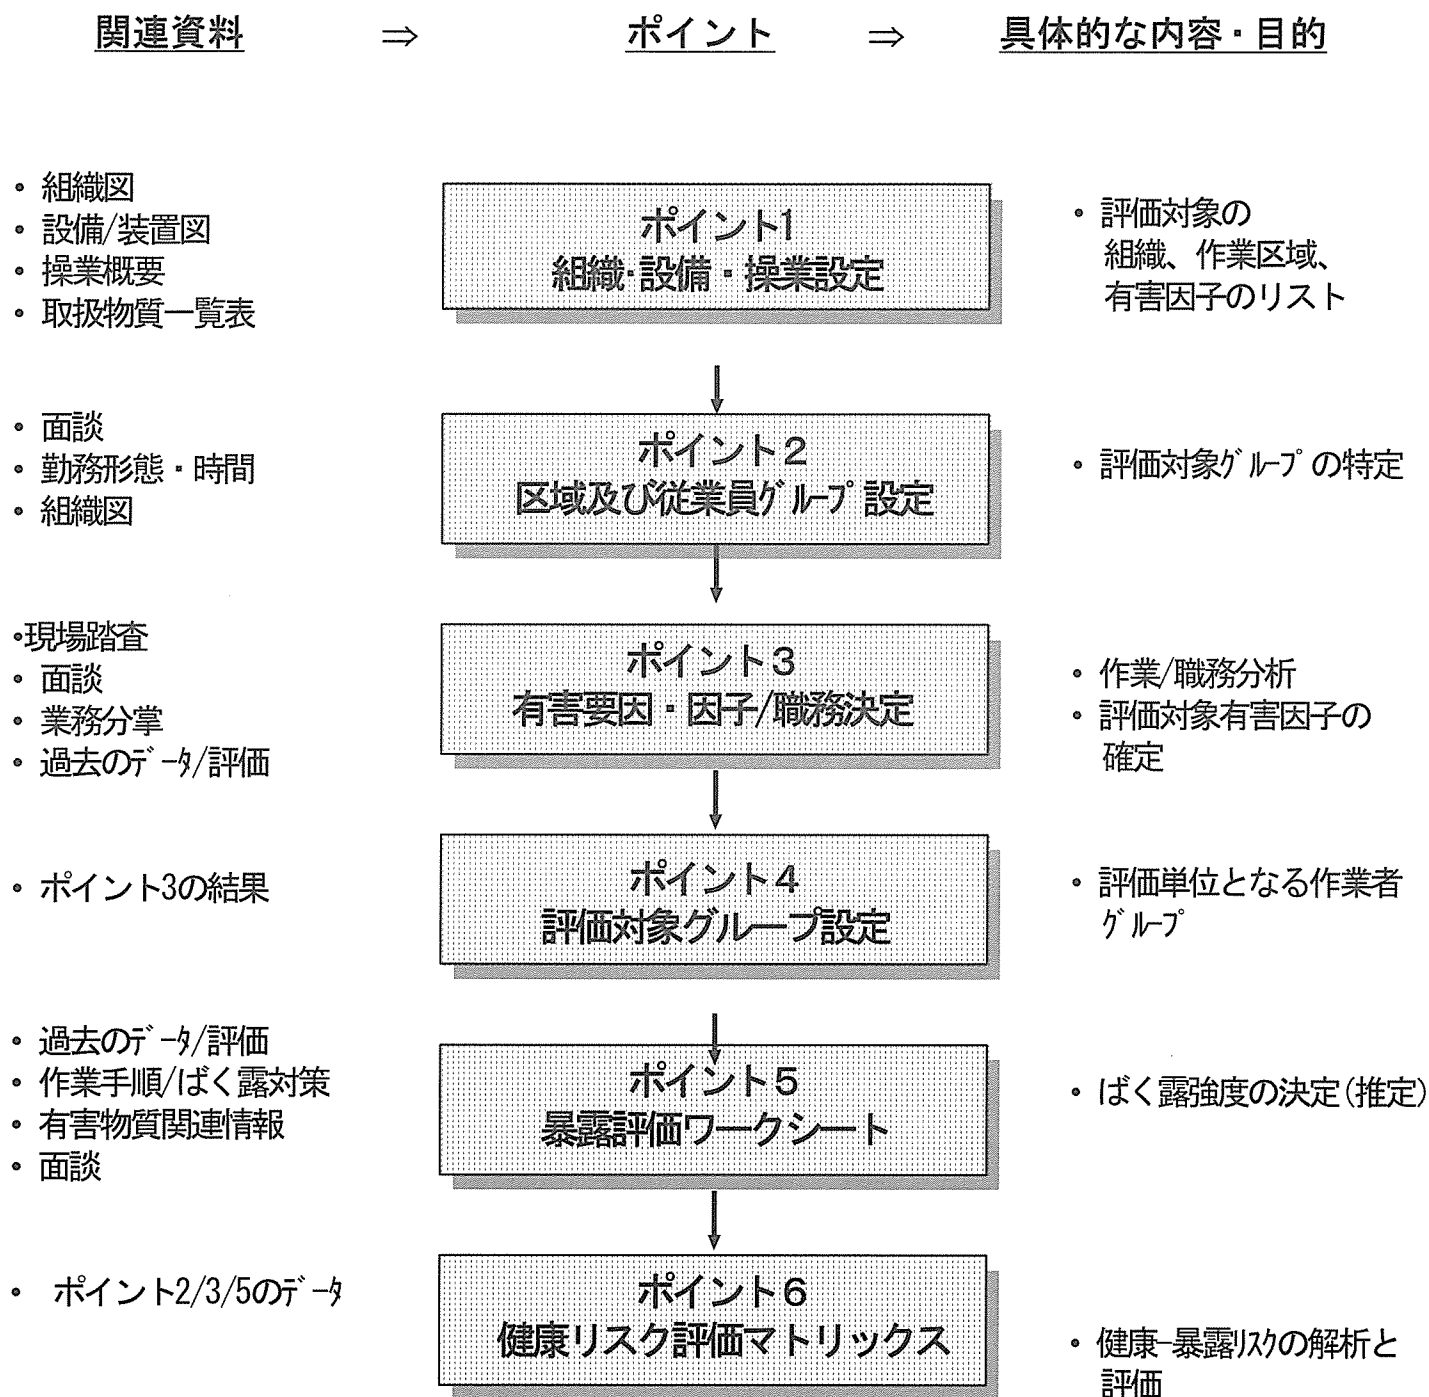 関連資料 ⇒ ポイント ⇒ 具体的な内容・目的
・ 組織図
・ 設備/装置図
・ 操業概要
・ 取扱物質一覧表
ポイント1
組織・設備・操業設定
・ 評価対象の
組織、作業区域、
有害因子のリスト
・ 面談
・ 勤務形態・時間
・ 組織図
ポイント2
区域及び従業員ｸﾞﾙｰﾌﾟ設定
・ 評価対象ｸﾞﾙｰﾌﾟの特定
・現場踏査
・ 面談
・ 業務分掌
・ 過去のﾃﾞｰﾀ/評価
ポイント3
有害要因・因子/職務決定
・ 作業/職務分析
・ 評価対象有害因子の
確定
・ ポイント3の結果
ポイント4
評価対象グループ設定
・ 評価単位となる作業者
ｸﾞﾙｰﾌﾟ
・ 過去のﾃﾞｰﾀ/評価
・ 作業手順/ばく露対策
・ 有害物質関連情報
・ 面談
ポイント5
暴露評価ワークシート
・ ばく露強度の決定(推定)
・ ポイント2/3/5のﾃﾞｰﾀ
ポイント6
健康リスク評価マトリックス
・ 健康-暴露ﾘｽｸの解析と
評価